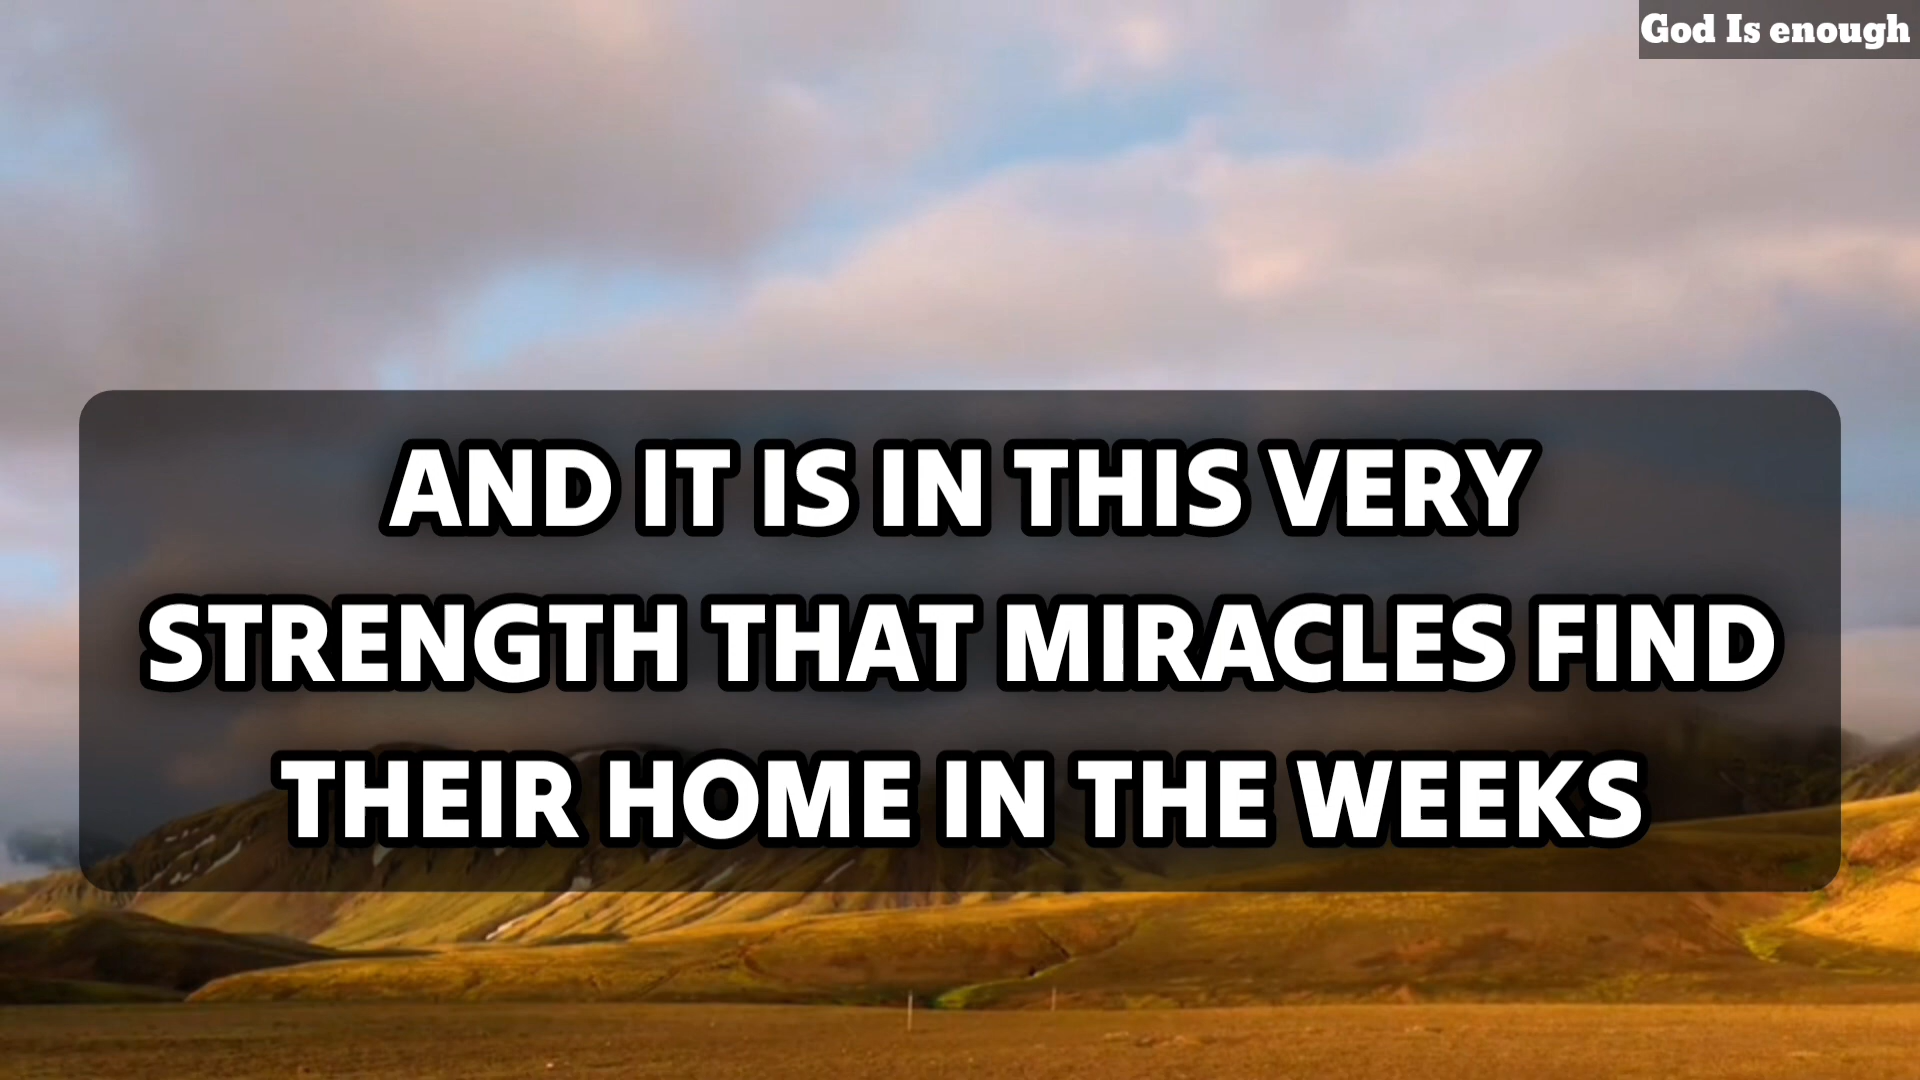 God Is enough
AND IT IS IN THIS VERY
STRENGTH THAT MIRACLES FIND
THEIR HOME IN THE WEEKS